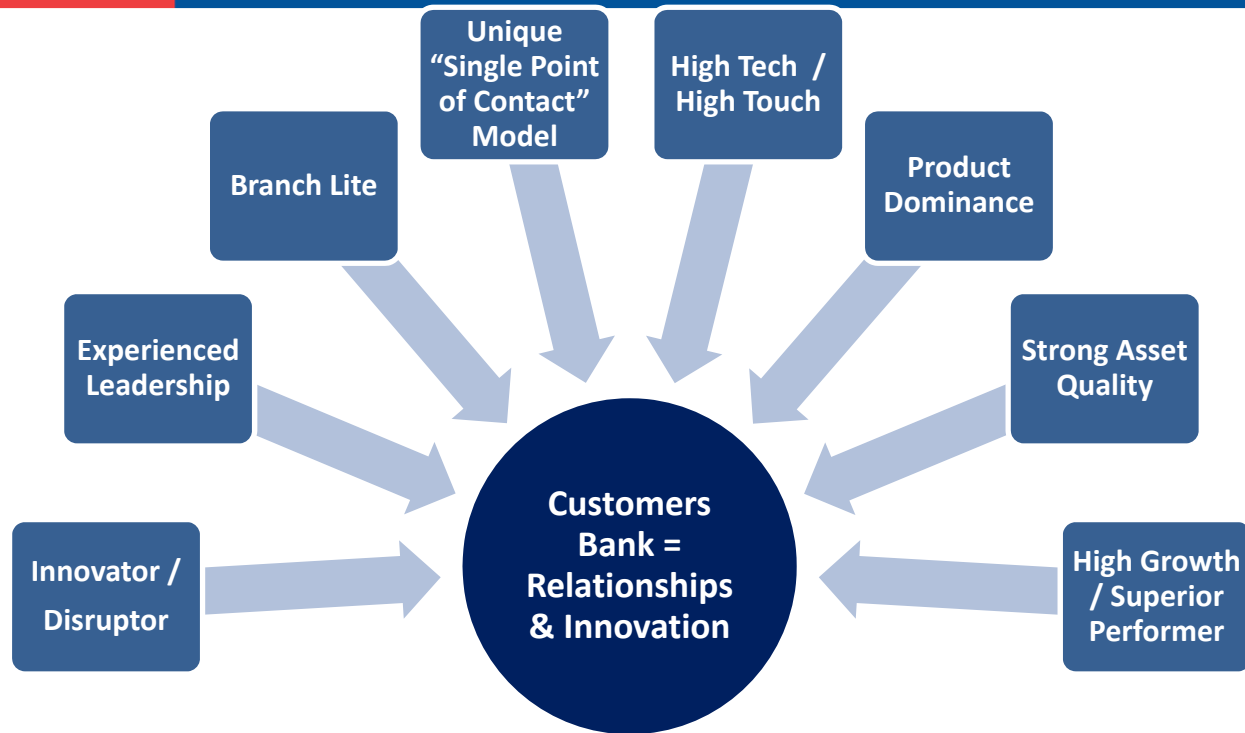 Unique
“Single Point
of Contact”
Model
High Tech /
High Touch
Branch Lite
Product
Dominance
Experienced
Leadership
Strong Asset
Quality
Innovator /
Disruptor
Customers
Bank =
Relationships
& Innovation
High Growth
/ Superior
Performer